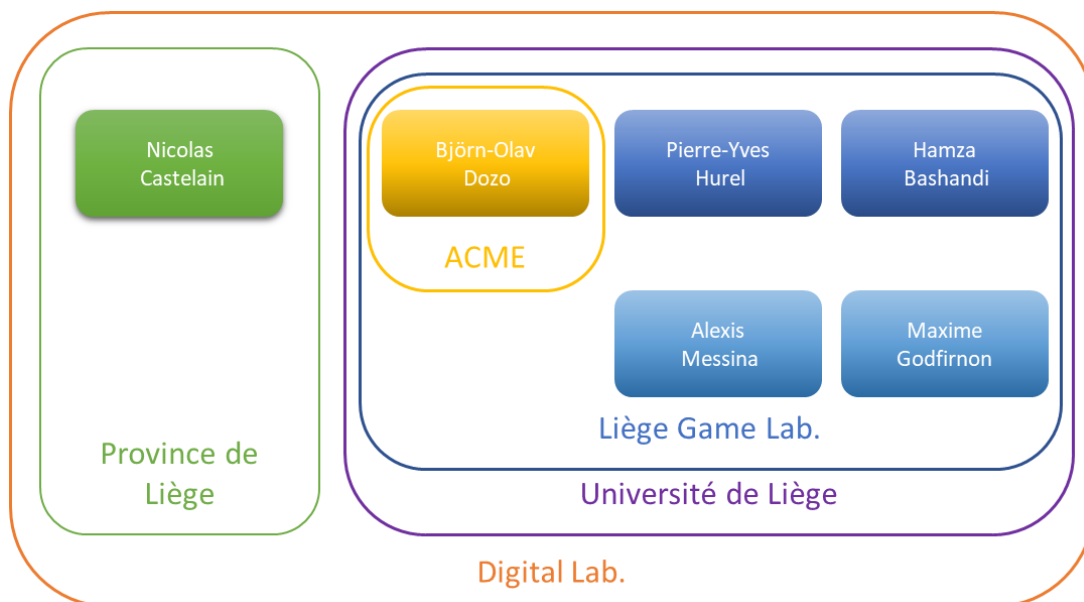 Nicolas
Castelain
Province de
Liège
Björn-Olav
Dozo
ACME
Pierre-Yves
Hurel
Hamza
Bashandi
Alexis
Messina
Maxime
Godfirnon
Liège Game Lab.
Université de Liège
Digital Lab.